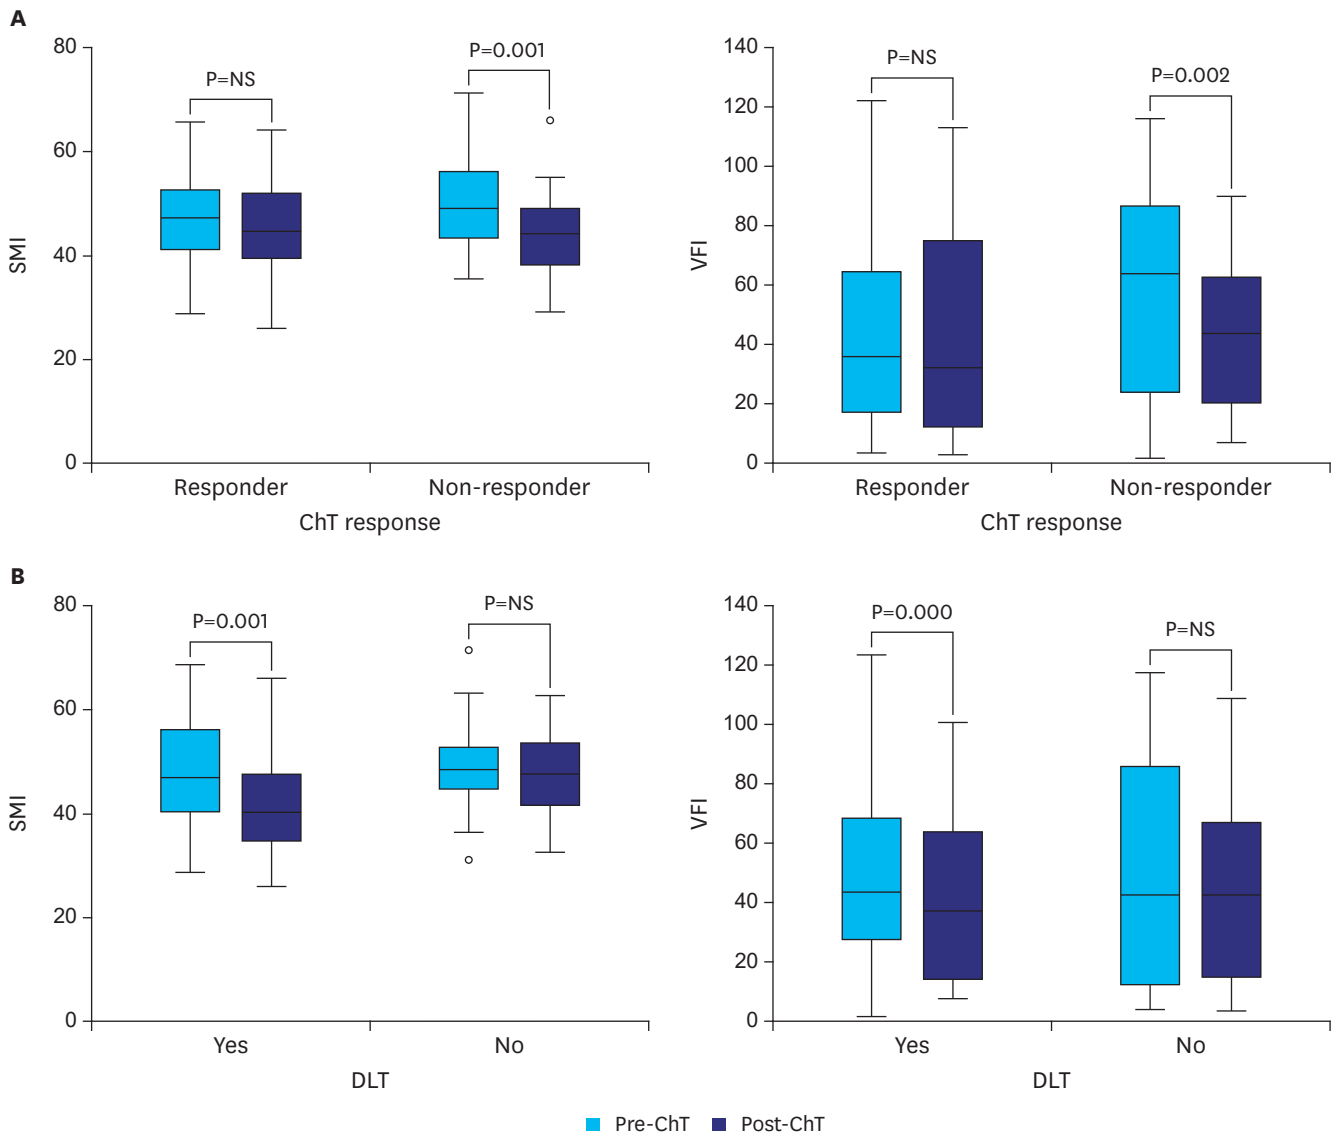 A
80
60
40
20
0
SMI
P=NS
P=0.001
Responder
Non-responder
ChT response
140
120
100
80
60
40
20
0
VFI
P=NS
P=0.002
Responder
Non-responder
ChT response
B
80
60
40
20
0
SMI
P=0.001
P=NS
Yes
No
DLT
140
120
100
80
60
40
20
0
VFI
P=0.000
P=NS
Yes
No
DLT
Pre-ChT
Post-ChT